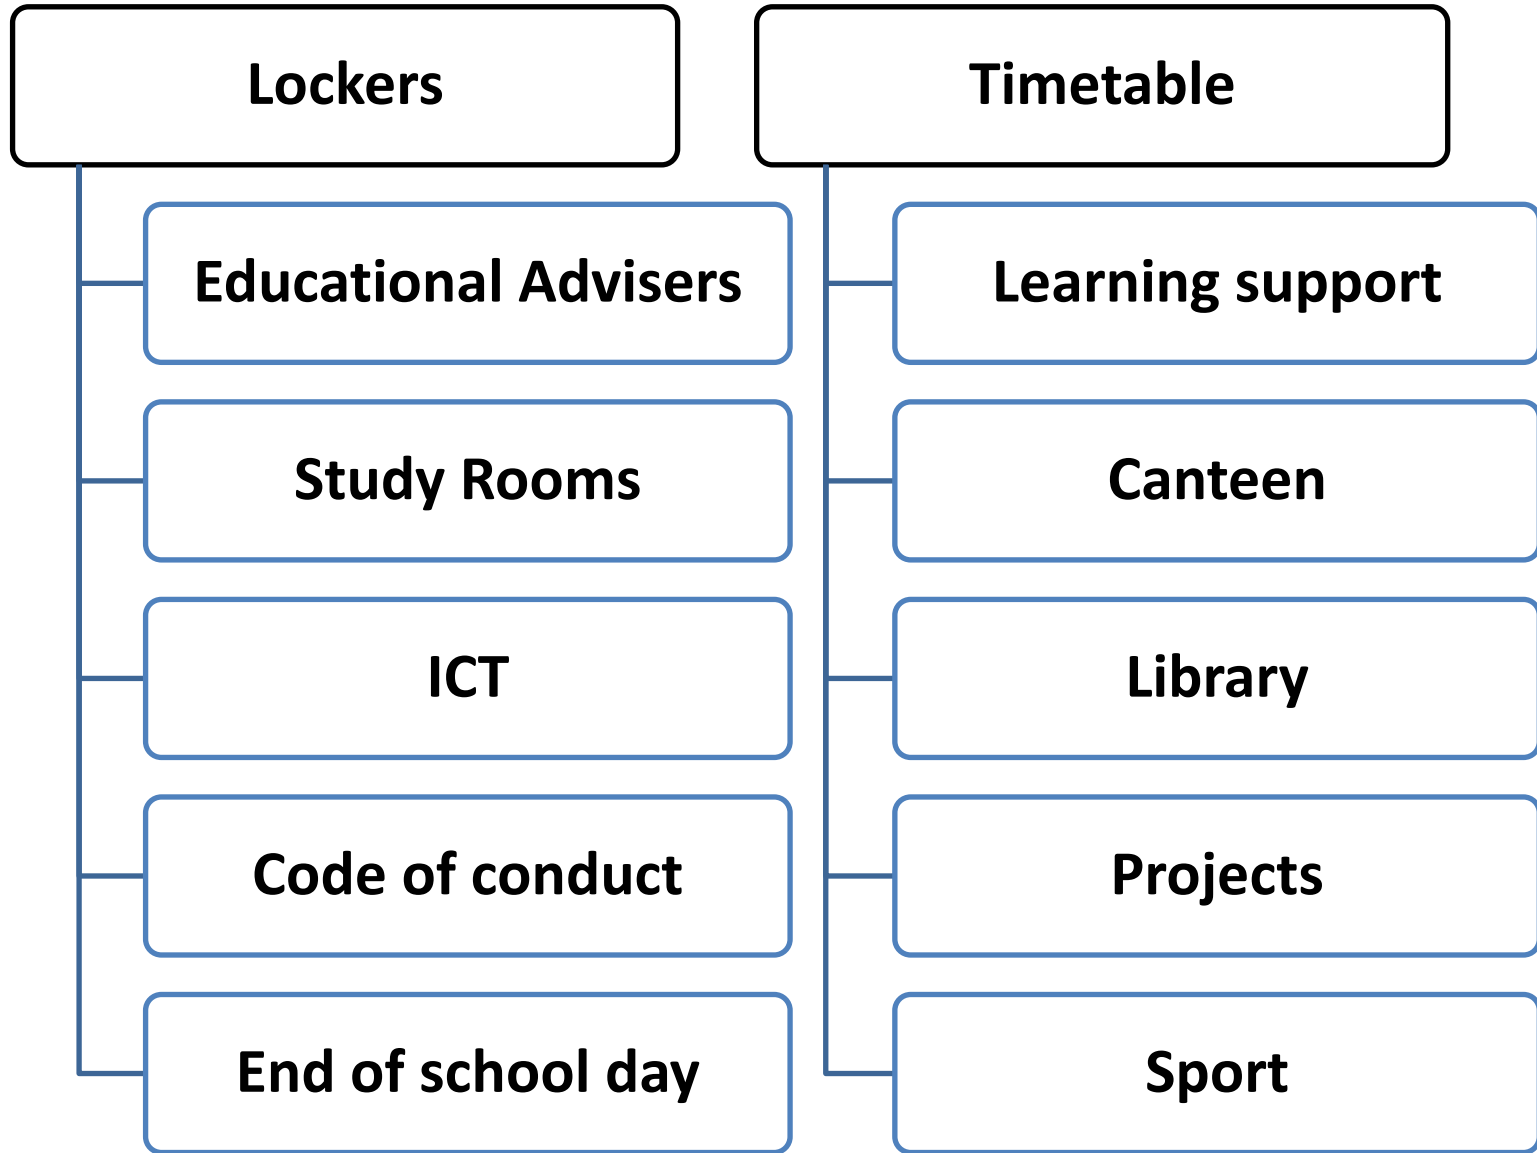 Lockers
Educational Advisers
Study Rooms
ICT
Code of conduct
End of school day
Timetable
Learning support
Canteen
Library
Projects
Sport